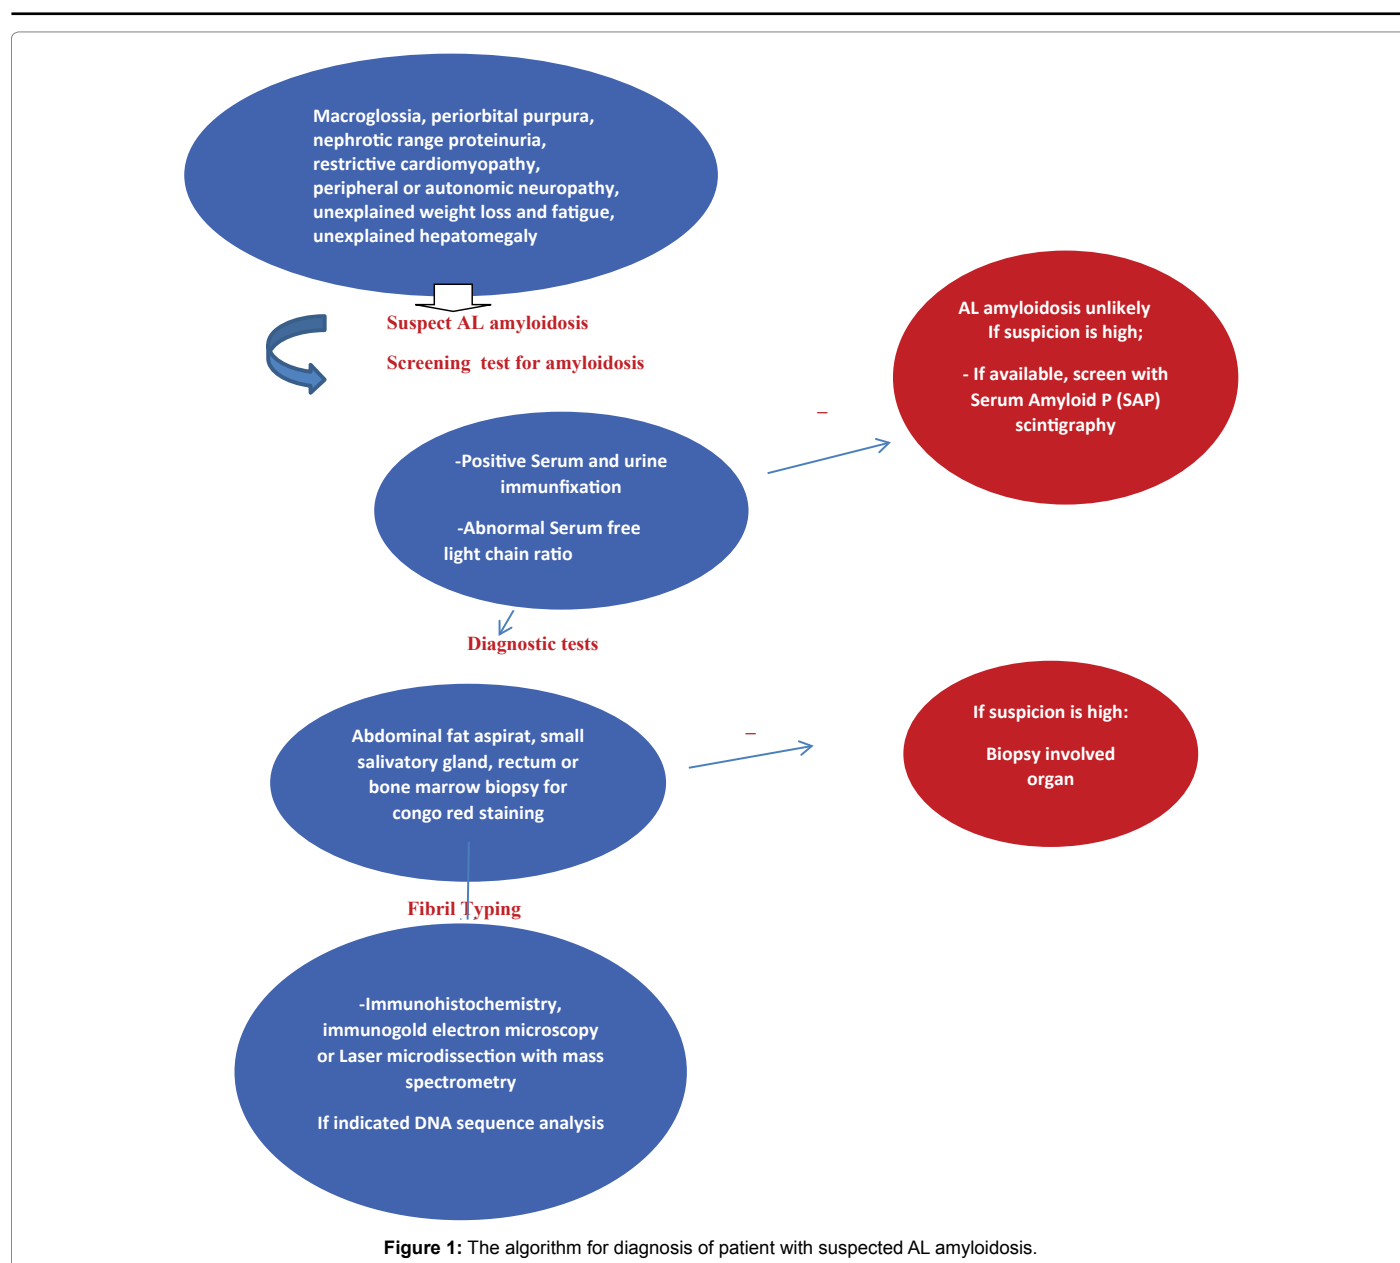 Macroglossia, periorbital purpura,
nephrotic range proteinuria,
restrictive cardiomyopathy,
peripheral or autonomic neuropathy,
unexplained weight loss and fatigue,
unexplained hepatomegaly
Suspect AL amyloidosis
Screening test for amyloidosis
AL amyloidosis unlikely
If suspicion is high;
- If available, screen with
Serum Amyloid P (SAP)
scintigraphy
–
-Positive Serum and urine
immunfixation
-Abnormal Serum free
light chain ratio
Diagnostic tests
Abdominal fat aspirat, small
salivatory gland, rectum or
bone marrow biopsy for
congo red staining
–
If suspicion is high:
Biopsy involved
organ
Fibril Typing
-Immunohistochemistry,
immunogold electron microscopy
or Laser microdissection with mass
spectrometry
If indicated DNA sequence analysis
Figure 1: The algorithm for diagnosis of patient with suspected AL amyloidosis.